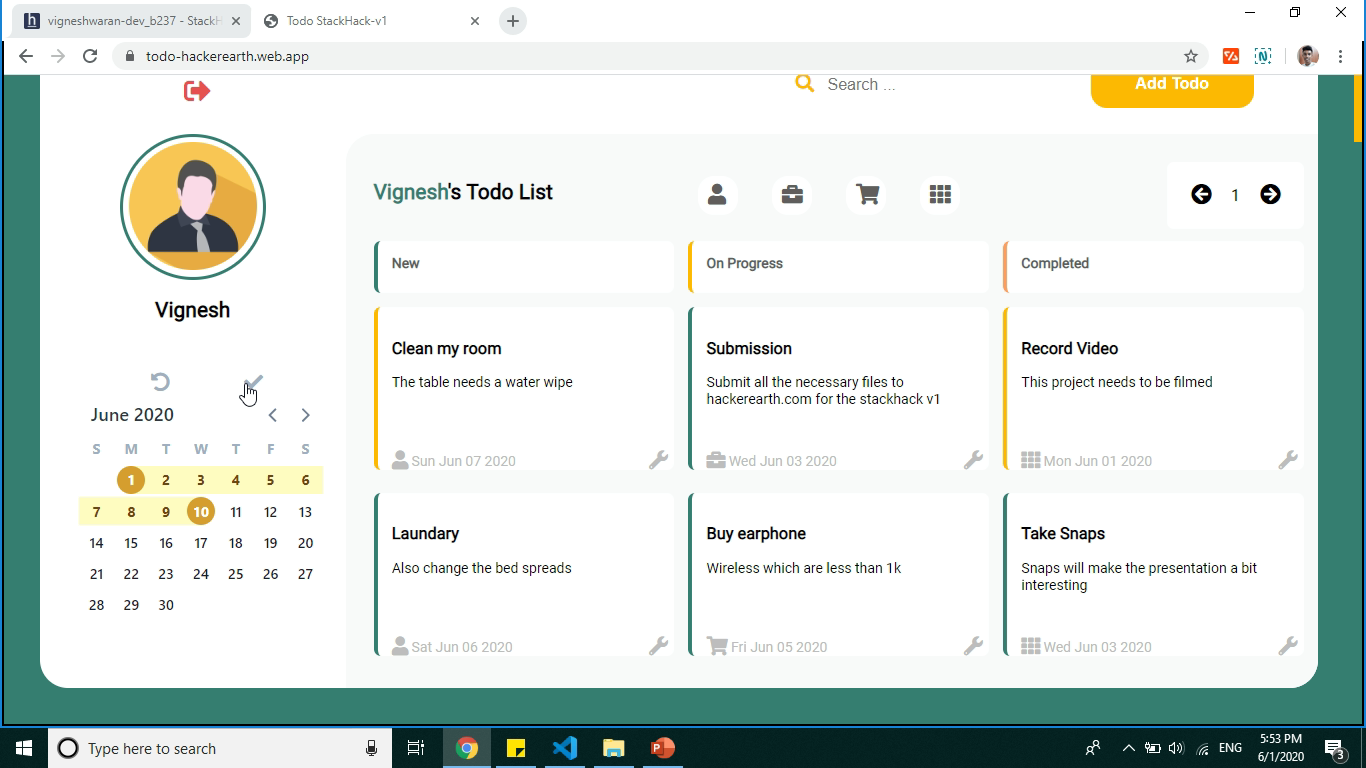 vigneshwaran-dev_b237 - StackH
Todo StackHack-v1
todo-hackerearth.web.app
Search ...
Add Todo
Vignesh's Todo List
1
New
On Progress
Completed
Vignesh
Clean my room
The table needs a water wipe
Sun Jun 07 2020
Submission
Submit all the necessary files to
hackerearth.com for the stackhack v1
Wed Jun 03 2020
Record Video
This project needs to be filmed
Mon Jun 01 2020
June 2020
S M T W T F S
1 2 3 4 5 6
7 8 9 10 11 12 13
14 15 16 17 18 19 20
21 22 23 24 25 26 27
28 29 30
Laundary
Also change the bed spreads
Sat Jun 06 2020
Buy earphone
Wireless which are less than 1k
Fri Jun 05 2020
Take Snaps
Snaps will make the presentation a bit
interesting
Wed Jun 03 2020
Type here to search
ENG
5:53 PM
6/1/2020
3